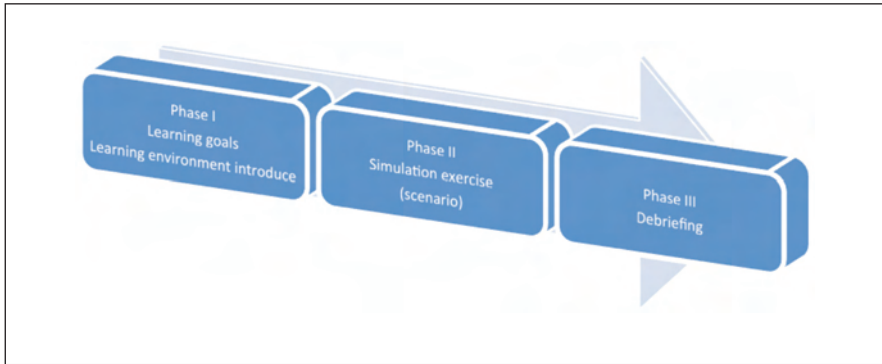 Phase I
Learning goals
Learning environment introduce
Phase II
Simulation exercise
(scenario)
Phase III
Debriefing